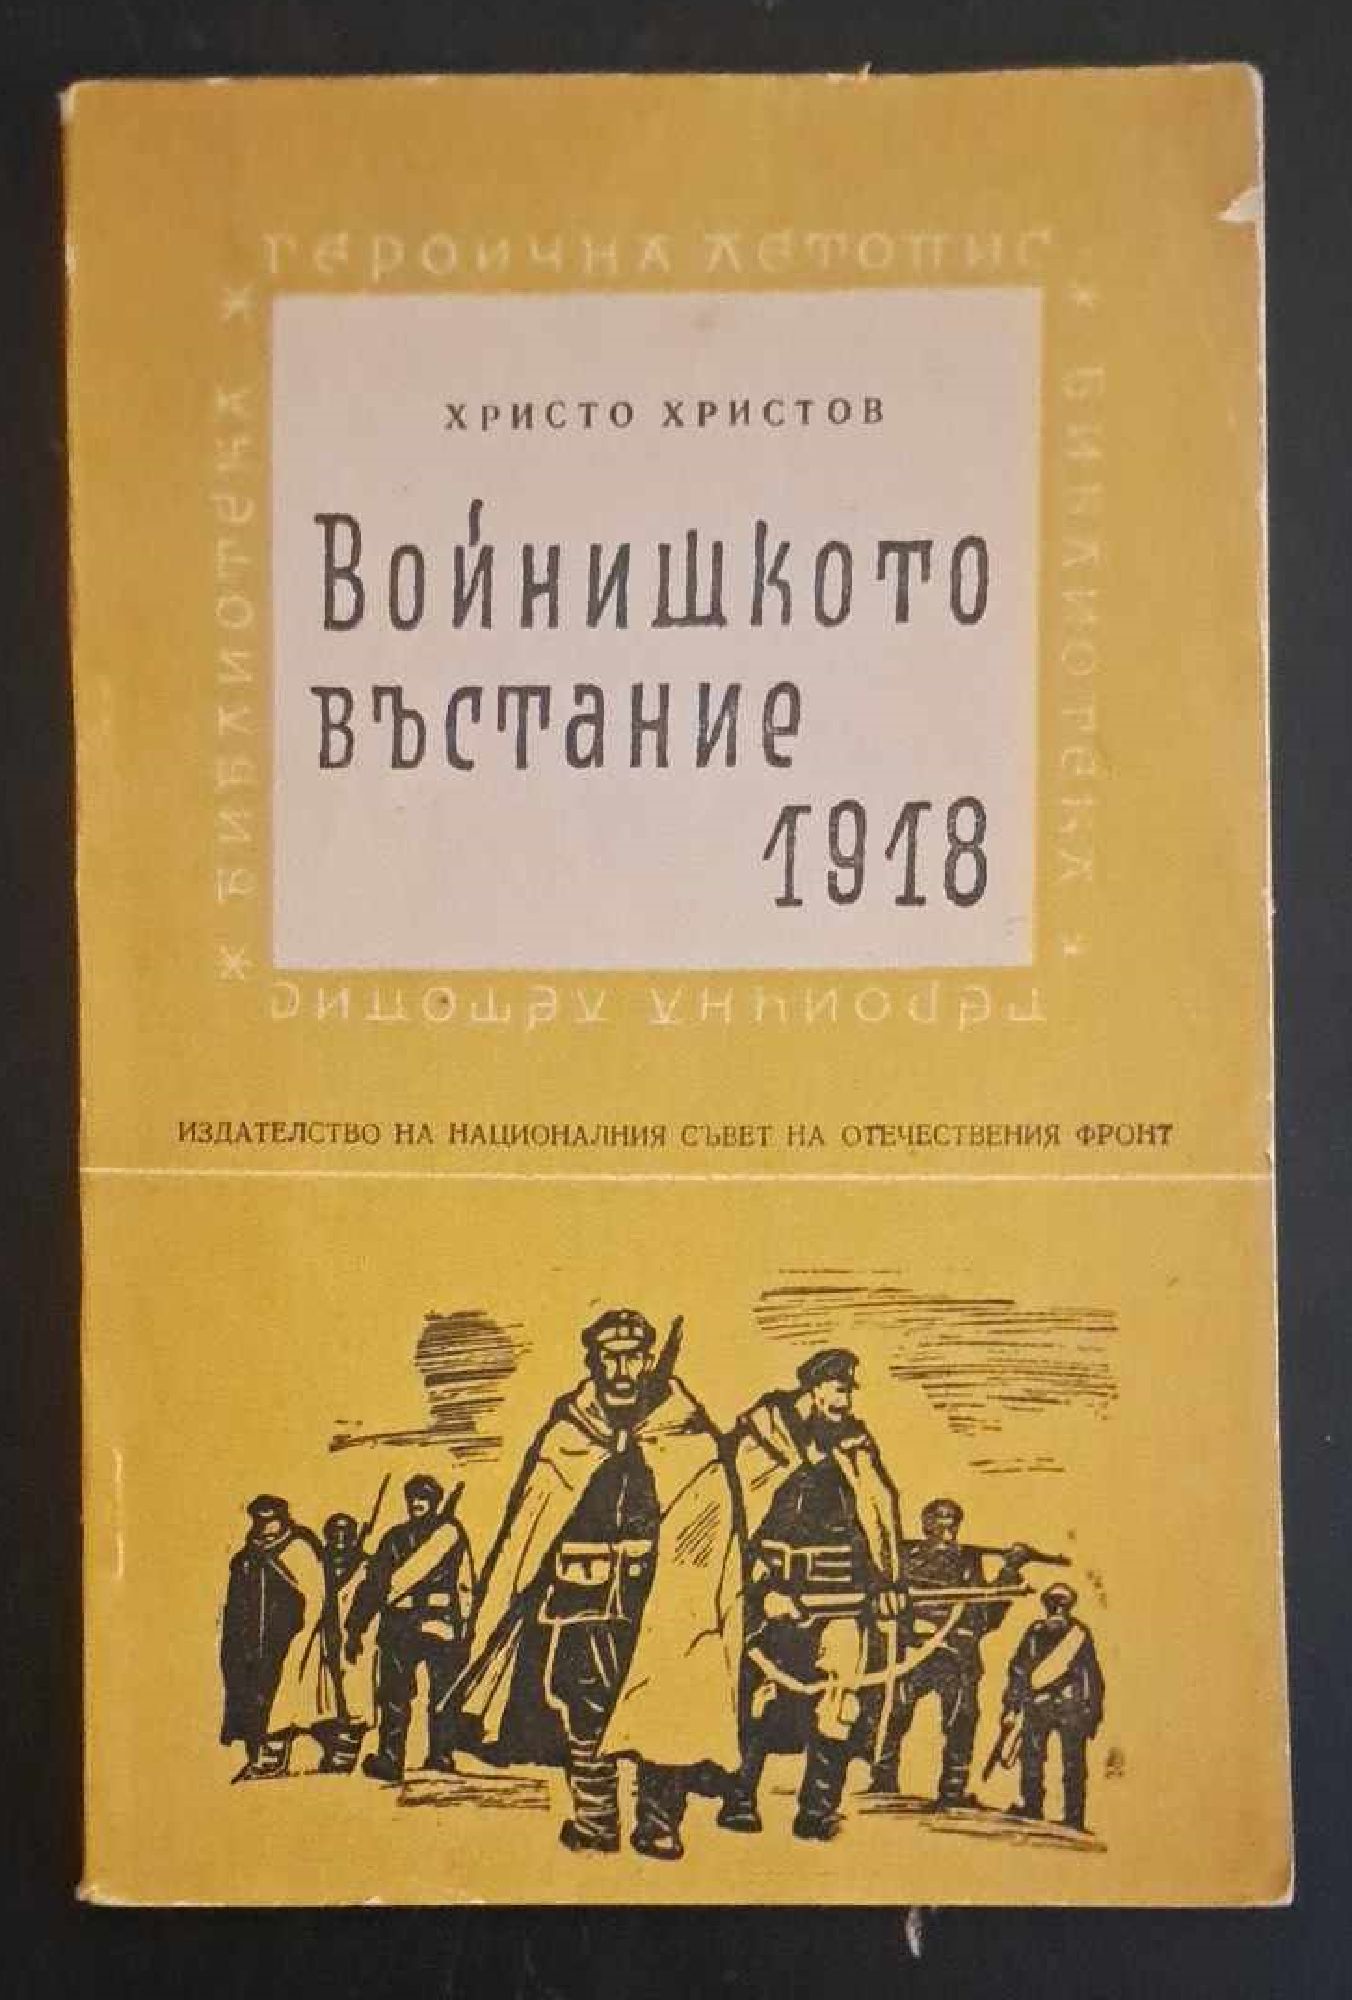 ГЕРОИЧНА ЛЕТОПИС
* БИБЛИОТЕКА *
* БИБЛИОТЕКА *
ХРИСТО ХРИСТОВ
Войнишкото
въстание
1918
ГЕРОИЧНА ЛЕТОПИС
ИЗДАТЕЛСТВО НА НАЦИОНАЛНИЯ СЪВЕТ НА ОТЕЧЕСТВЕНИЯ ФРОНТ